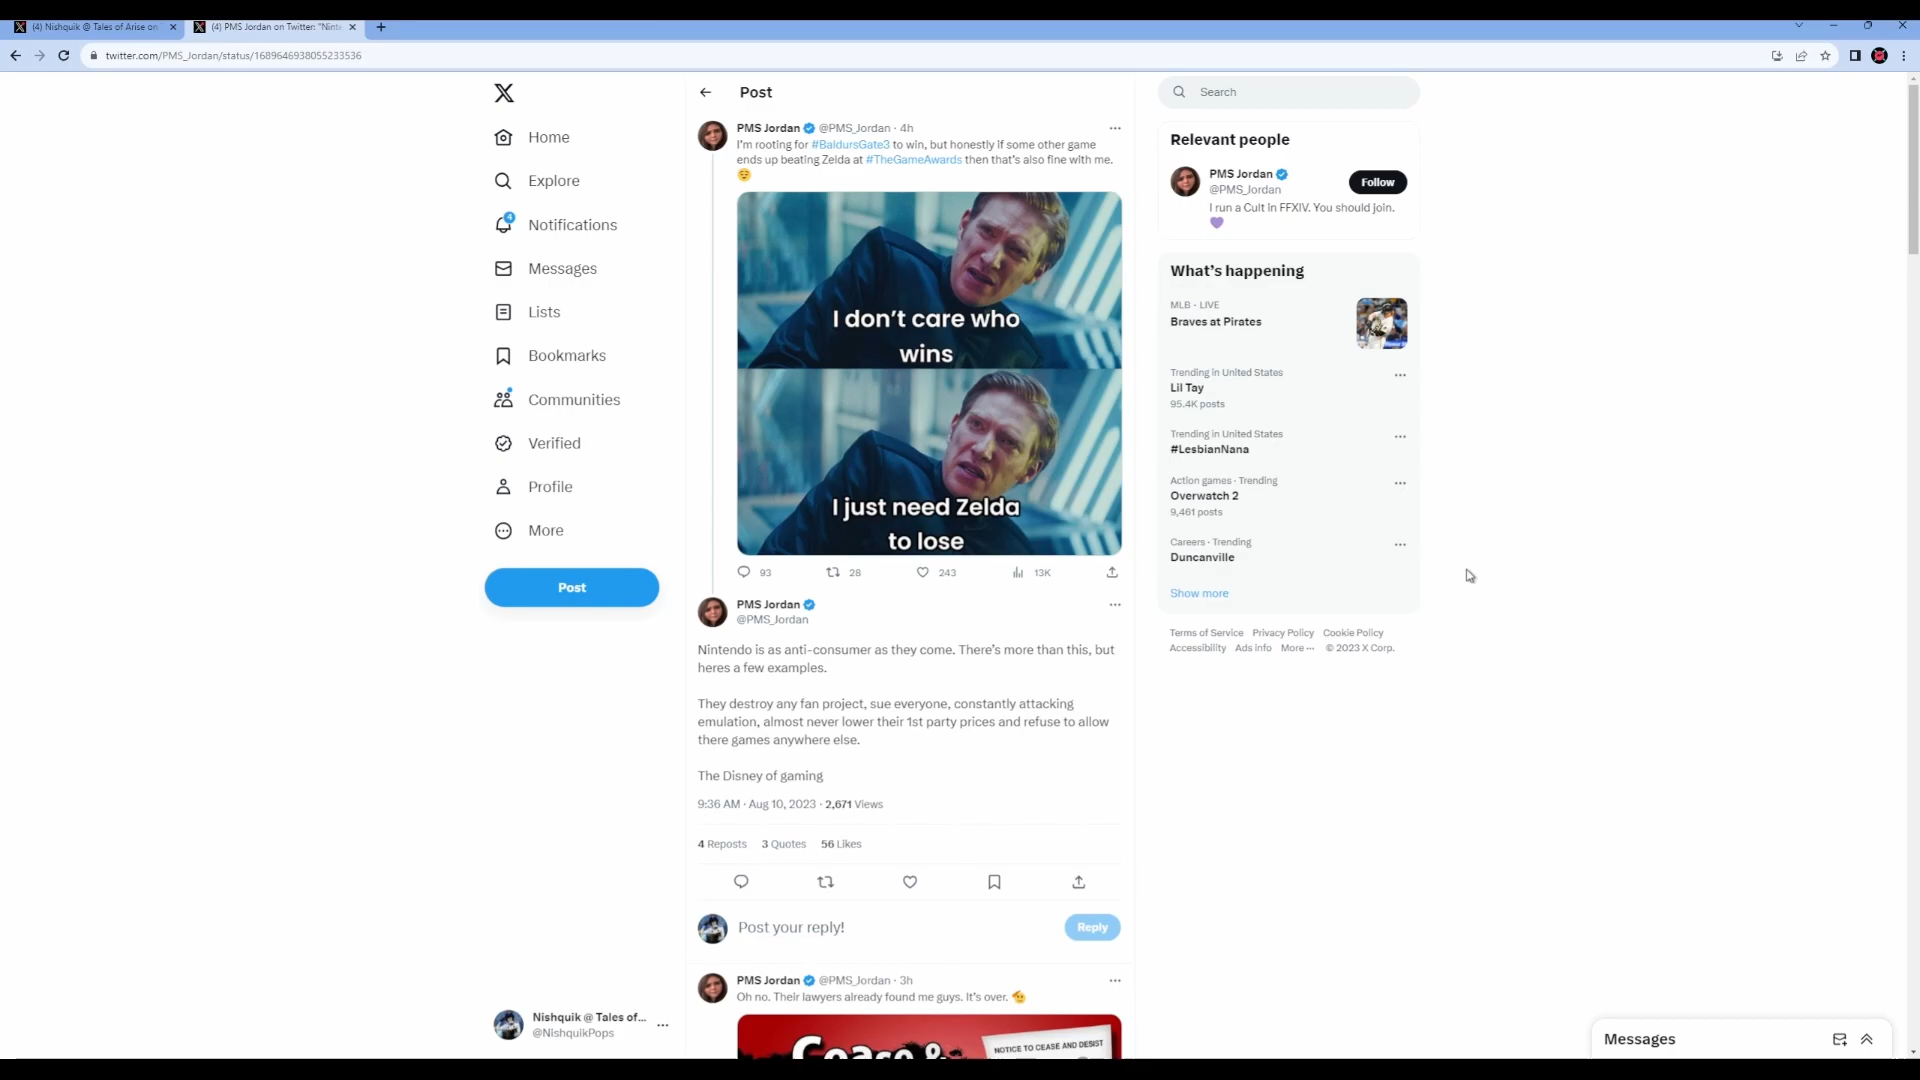 (4) Nishquik @ Tales of Arise on
(4) PMS Jordan on Twitter: "Ninte
twitter.com/PMS_Jordan/status/1689646938055233536
Home
Explore
4
Notifications
Messages
Lists
Bookmarks
Communities
Verified
Profile
More
Post
Nishquik @ Tales of...
@NishquikPops
Post
PMS Jordan @PMS_Jordan · 4h
I'm rooting for #BaldursGate3 to win, but honestly if some other game
ends up beating Zelda at #TheGameAwards then that's also fine with me.
I don't care who
wins
I just need Zelda
to lose
93 28 243 13K
PMS Jordan
@PMS_Jordan
Nintendo is as anti-consumer as they come. There's more than this, but
heres a few examples.
They destroy any fan project, sue everyone, constantly attacking
emulation, almost never lower their 1st party prices and refuse to allow
there games anywhere else.
The Disney of gaming
9:36 AM · Aug 10, 2023 · 2,671 Views
4 Reposts 3 Quotes 56 Likes
Post your reply!
Reply
PMS Jordan @PMS_Jordan · 3h
Oh no. Their lawyers already found me guys. It's over.
Cease &
NOTICE TO CEASE AND DESIST
Search
Relevant people
PMS Jordan
@PMS_Jordan
Follow
I run a Cult in FFXIV. You should join.
What's happening
MLB · LIVE
Braves at Pirates
Trending in United States
Lil Tay
95.4K posts
Trending in United States
#LesbianNana
Action games · Trending
Overwatch 2
9,461 posts
Careers · Trending
Duncanville
Show more
Terms of Service Privacy Policy Cookie Policy
Accessibility Ads info More ··· © 2023 X Corp.
Messages